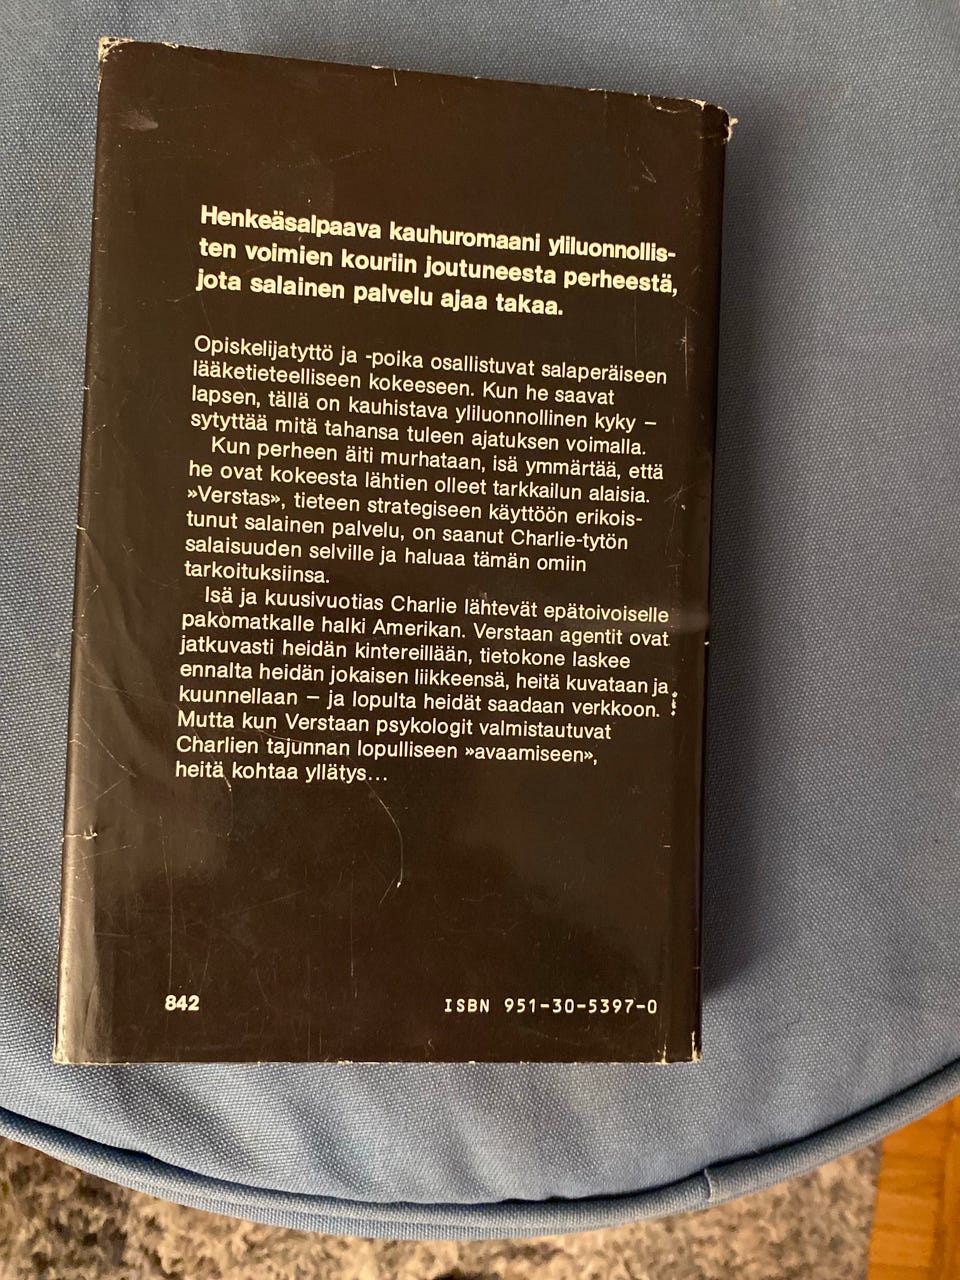 Henkeäsalpaava kauhuromaani yliluonnollis-
ten voimien kouriin joutuneesta perheestä,
jota salainen palvelu ajaa takaa.
Opiskelijatyttö ja -poika osallistuvat salaperäiseen
lääketieteelliseen kokeeseen. Kun he saavat
lapsen, tällä on kauhistava yliluonnollinen kyky –
sytyttää mitä tahansa tuleen ajatuksen voimalla.
Kun perheen äiti murhataan, isä ymmärtää, että
he ovat kokeesta lähtien olleet tarkkailun alaisia.
»Verstas», tieteen strategiseen käyttöön erikois-
tunut salainen palvelu, on saanut Charlie-tytön
salaisuuden selville ja haluaa tämän omiin
tarkoituksiinsa.
Isä ja kuusivuotias Charlie lähtevät epätoivoiselle
pakomatkalle halki Amerikan. Verstaan agentit ovat
jatkuvasti heidän kintereillään, tietokone laskee
ennalta heidän jokaisen liikkeensä, heitä kuvataan ja
kuunnellaan – ja lopulta heidät saadaan verkkoon.
Mutta kun Verstaan psykologit valmistautuvat
Charlien tajunnan lopulliseen »avaamiseen»,
heitä kohtaa yllätys...
842
ISBN 951-30-5397-0